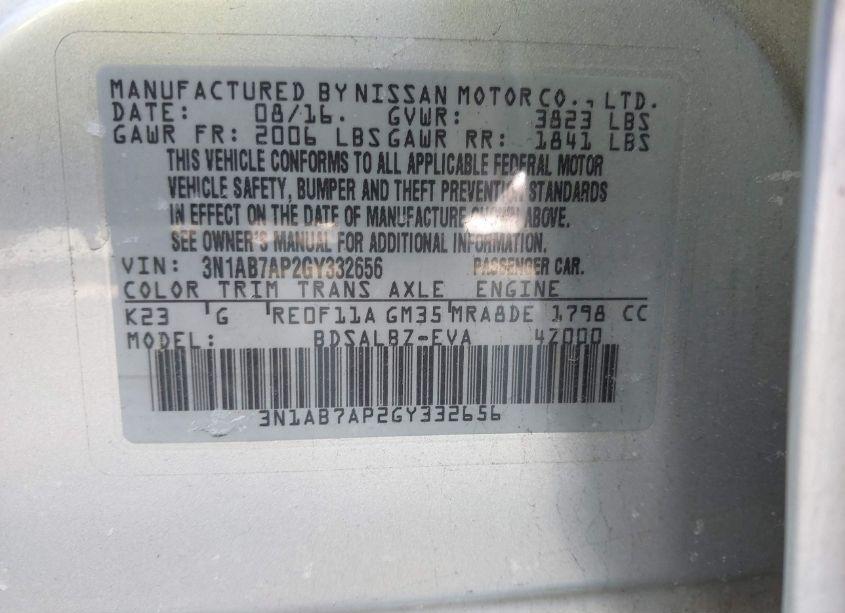 MANUFACTURED BY NISSAN MOTOR CO., LTD.
DATE: 08/16. GVWR: 3823 LBS
GAWR FR: 2006 LBS GAWR RR: 1841 LBS
THIS VEHICLE CONFORMS TO ALL APPLICABLE FEDERAL MOTOR
VEHICLE SAFETY, BUMPER AND THEFT PREVENTION STANDARDS
IN EFFECT ON THE DATE OF MANUFACTURE SHOWN ABOVE.
SEE OWNER'S MANUAL FOR ADDITIONAL INFORMATION.
VIN: 3N1AB7AP2GY332656 PASSENGER CAR.
COLOR TRIM TRANS AXLE ENGINE
K23 G RE0F11A GM35 MRA8DE 1798 CC
MODEL: BDSALBZ-EVA 4Z000
3N1AB7AP2GY332656